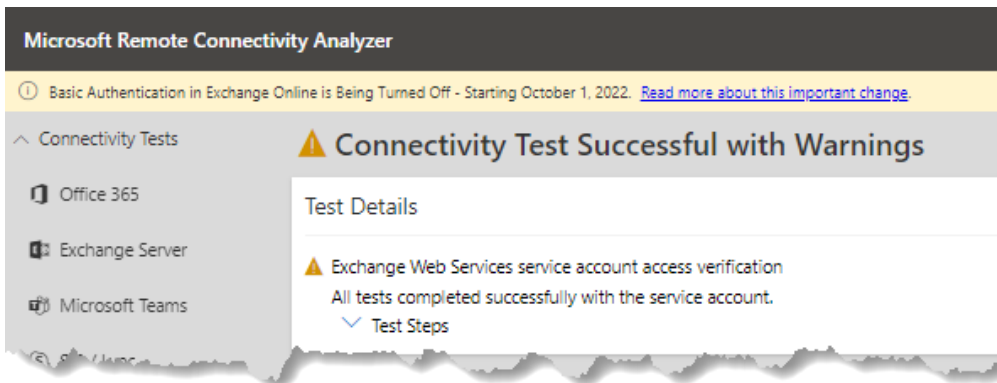 Microsoft Remote Connectivity Analyzer
Basic Authentication in Exchange Online is Being Turned Off - Starting October 1, 2022. Read more about this important change.
Connectivity Tests
Connectivity Test Successful with Warnings
Office 365
Test Details
Exchange Server
Exchange Web Services service account access verification
All tests completed successfully with the service account.
Microsoft Teams
Test Steps